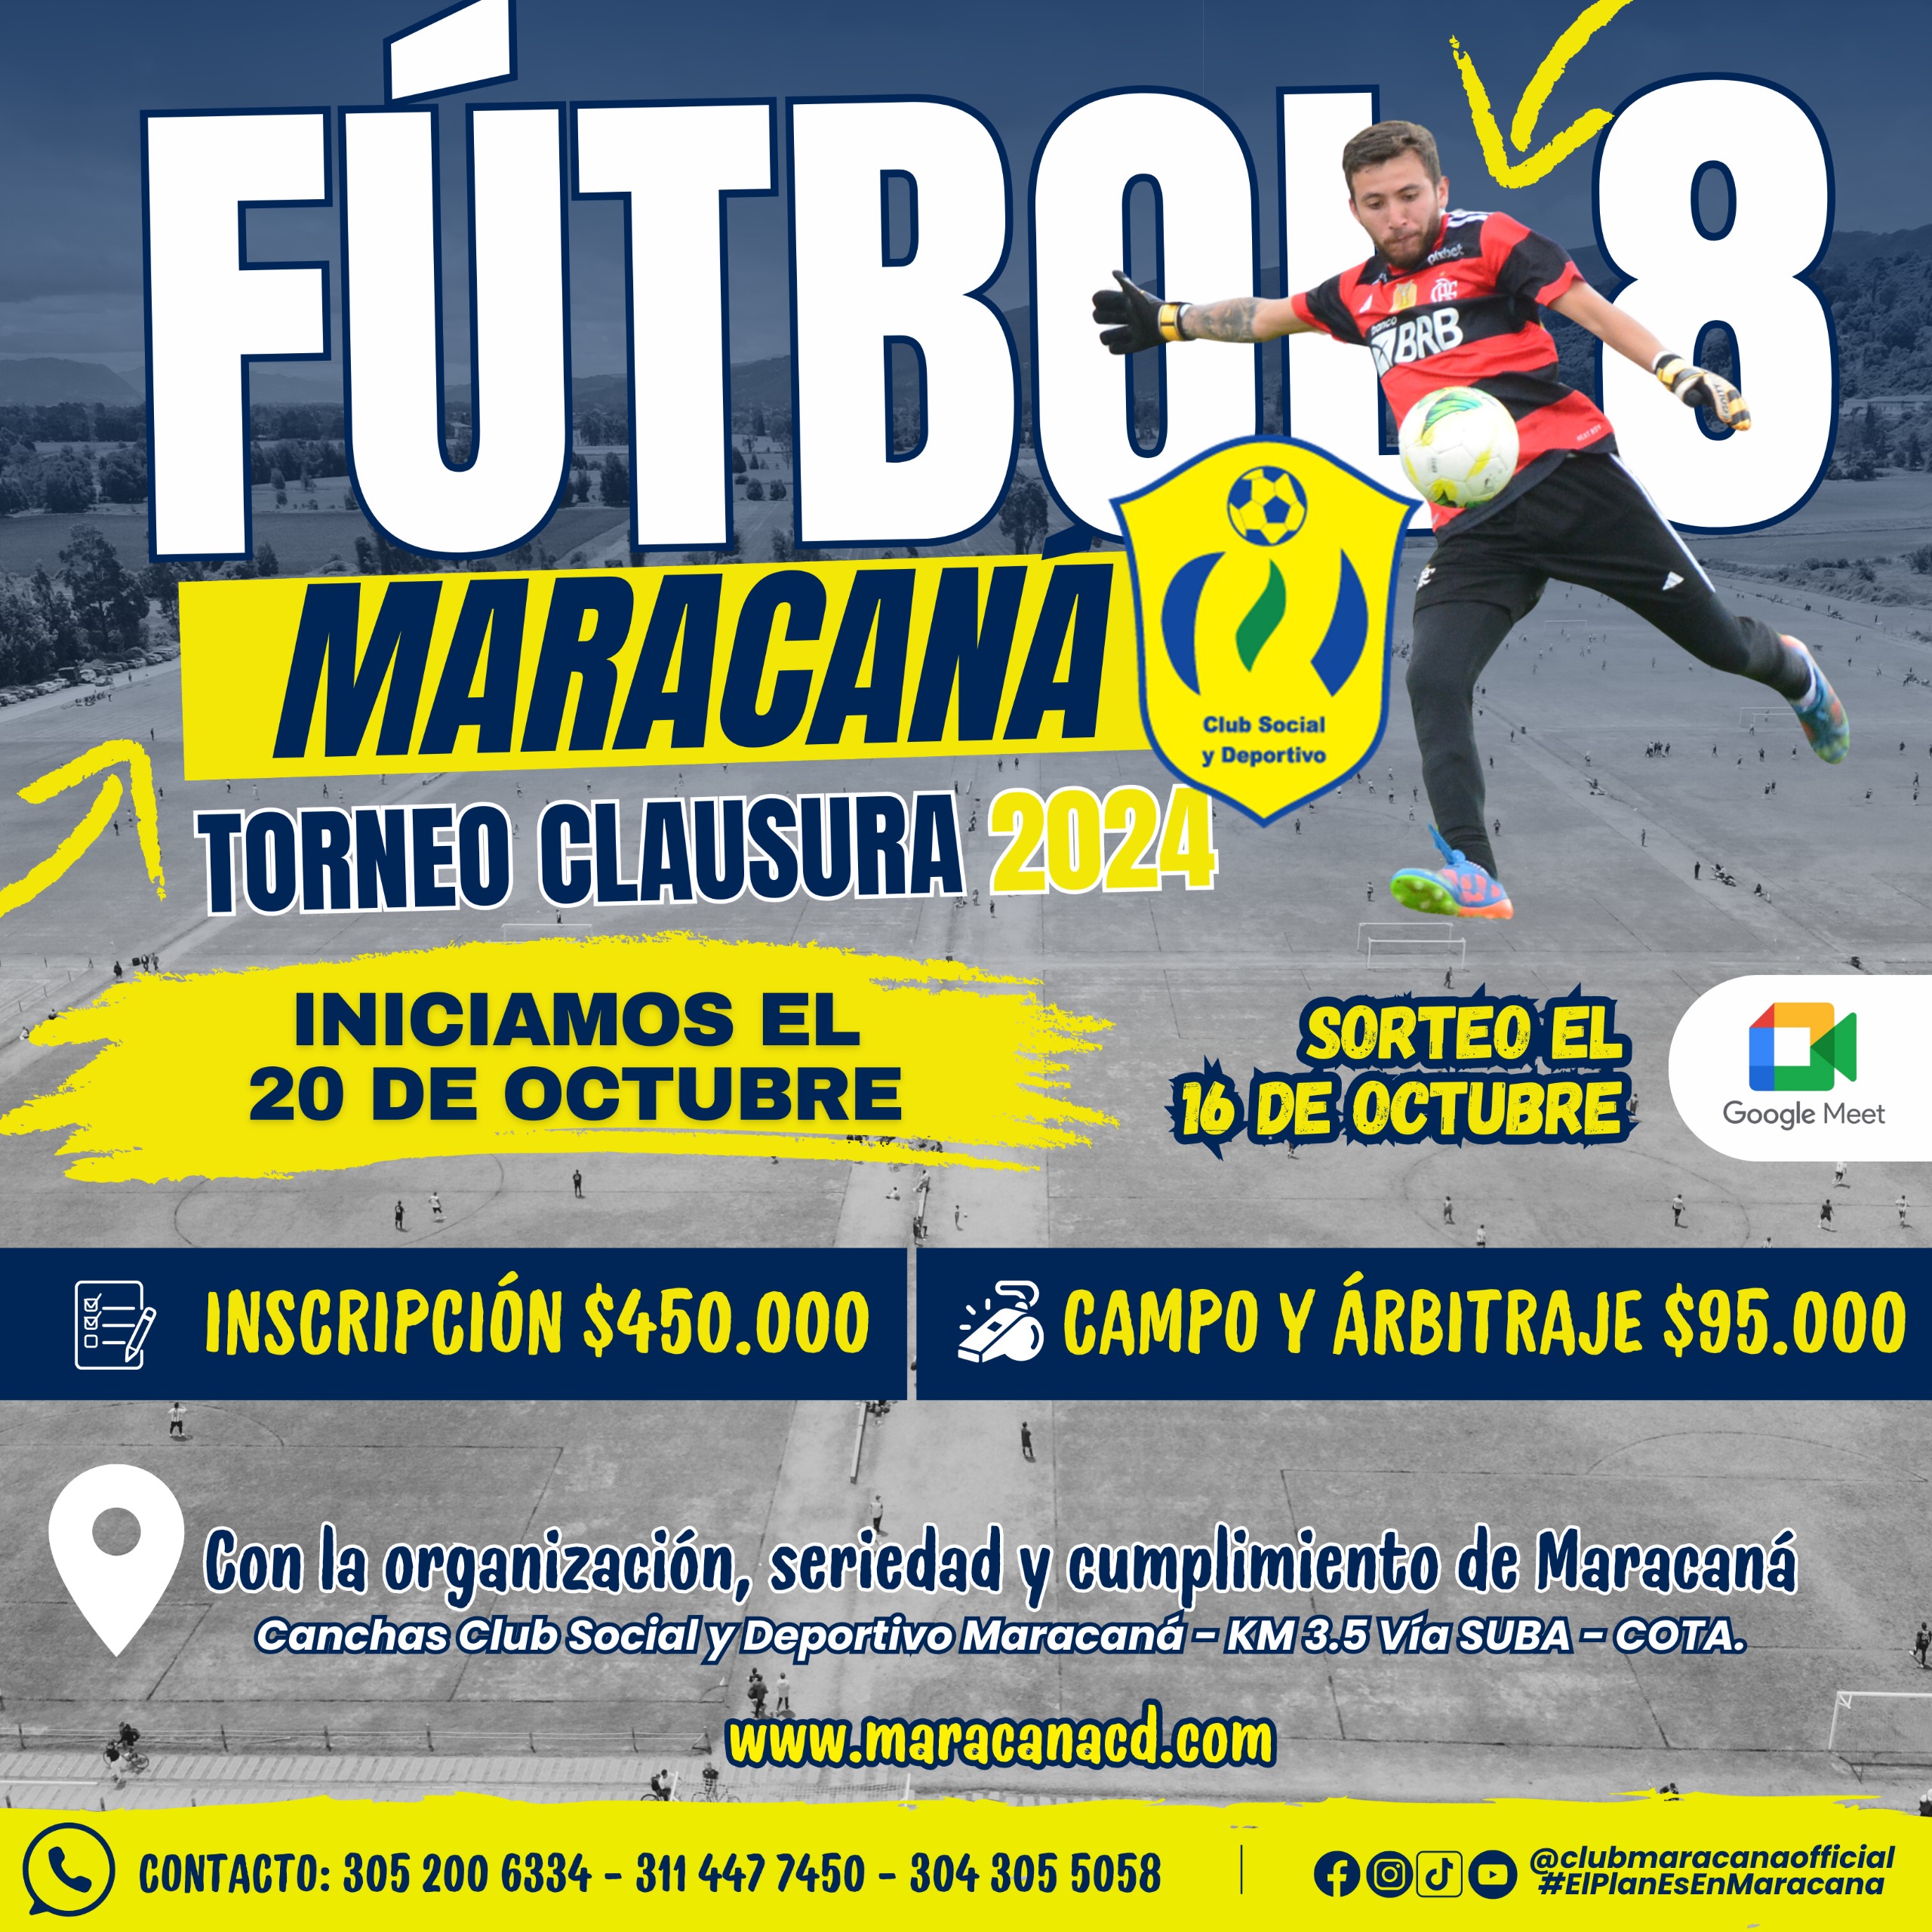 FÚTBOL 8
MARACANÁ
Club Social
y Deportivo
TORNEO CLAUSURA 2024
pixbet
banco
BRB
INICIAMOS EL
20 DE OCTUBRE
SORTEO EL
16 DE OCTUBRE
Google Meet
INSCRIPCIÓN $450.000
CAMPO Y ÁRBITRAJE $95.000
Con la organización, seriedad y cumplimiento de Maracaná
Canchas Club Social y Deportivo Maracaná - KM 3.5 Vía SUBA - COTA.
www.maracanacd.com
CONTACTO: 305 200 6334 - 311 447 7450 - 304 305 5058
@clubmaracanaofficial
#ElPlanEsEnMaracana